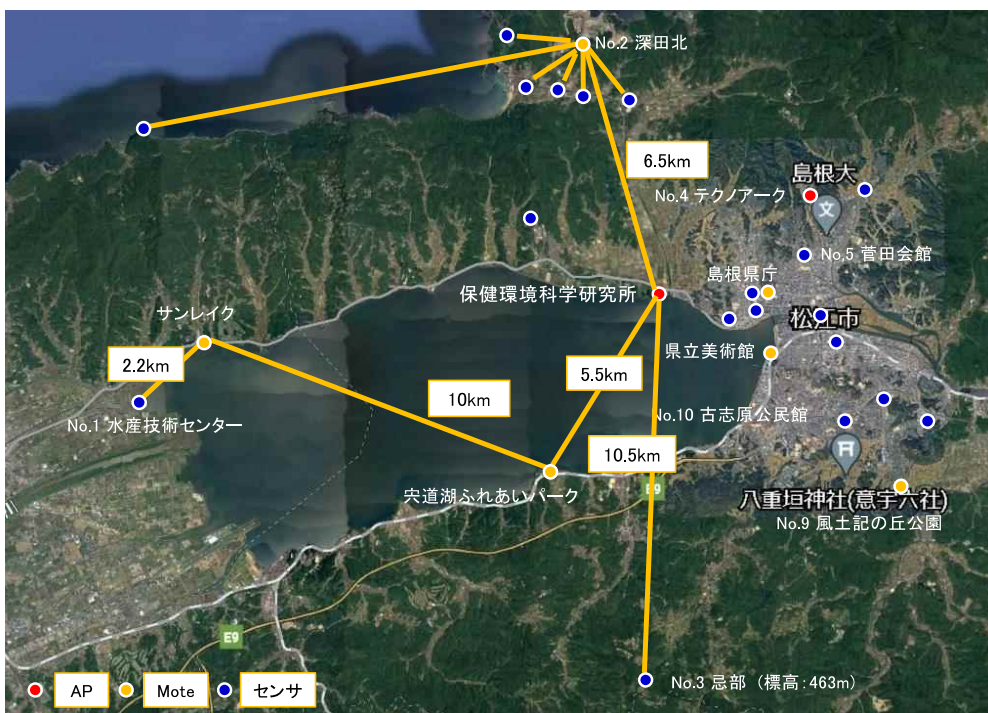 No.2 深田北
6.5km
島根大
No.4 テクノアーク
文
No.5 菅田会館
島根県庁
保健環境科学研究所
サンレイク
松江市
県立美術館
2.2km
5.5km
10km
No.1 水産技術センター
No.10 古志原公民館
10.5km
E9
宍道湖ふれあいパーク
八重垣神社(意宇六社)
No.9 風土記の丘公園
E9
No.3 忌部 (標高:463m)
AP
Mote
センサ